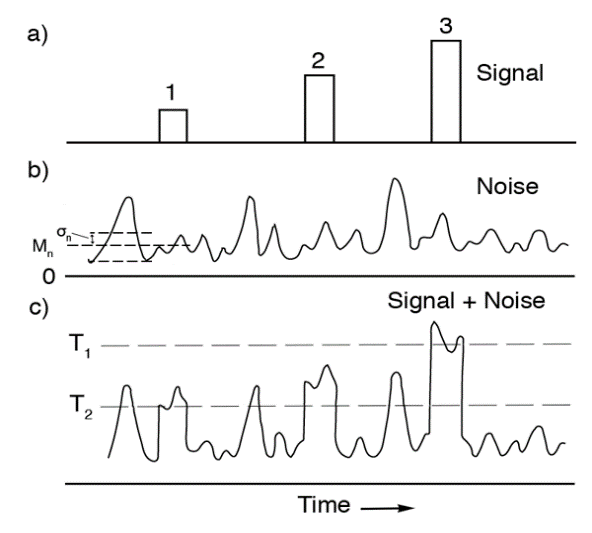 a)
1
2
3
Signal
b)
Noise
σn
Mn
0
c)
Signal + Noise
T1
T2
Time